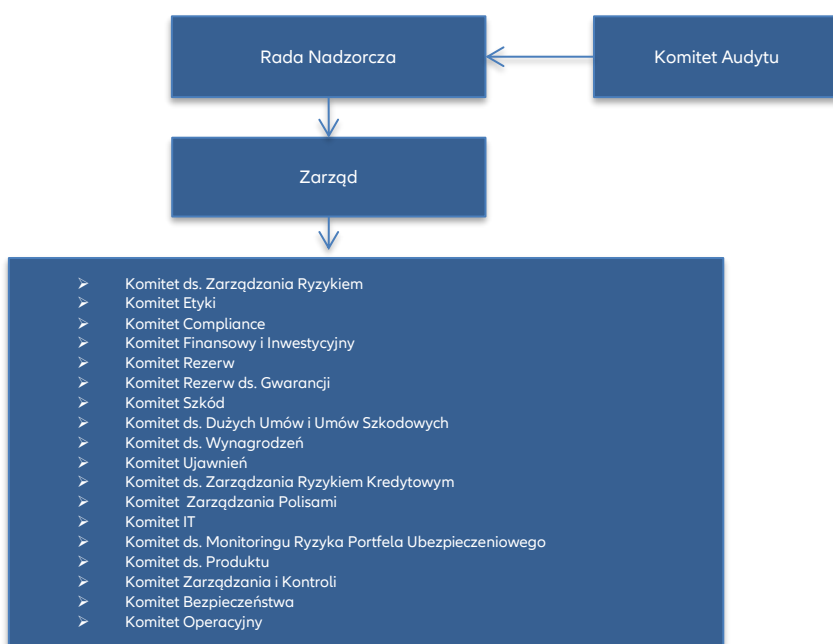 Rada Nadzorcza
Komitet Audytu
Zarząd
➢ Komitet ds. Zarządzania Ryzykiem
➢ Komitet Etyki
➢ Komitet Compliance
➢ Komitet Finansowy i Inwestycyjny
➢ Komitet Rezerw
➢ Komitet Rezerw ds. Gwarancji
➢ Komitet Szkód
➢ Komitet ds. Dużych Umów i Umów Szkodowych
➢ Komitet ds. Wynagrodzeń
➢ Komitet Ujawnień
➢ Komitet ds. Zarządzania Ryzykiem Kredytowym
➢ Komitet Zarządzania Polisami
➢ Komitet IT
➢ Komitet ds. Monitoringu Ryzyka Portfela Ubezpieczeniowego
➢ Komitet ds. Produktu
➢ Komitet Zarządzania i Kontroli
➢ Komitet Bezpieczeństwa
➢ Komitet Operacyjny